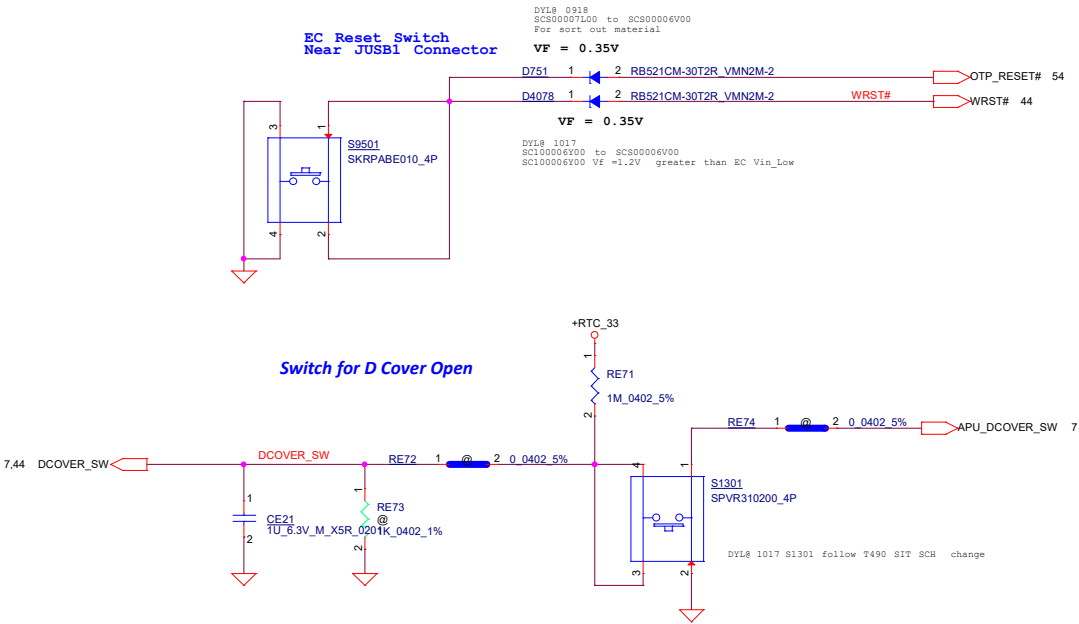 DYL@ 0918
SCS00007L00 to SCS00006V00
For sort out material
EC Reset Switch
Near JUSB1 Connector
VF = 0.35V
D751 1 2 RB521CM-30T2R_VMN2M-2
OTP_RESET# 54
D4078 1 2 RB521CM-30T2R_VMN2M-2 WRST#
WRST# 44
VF = 0.35V
3 1
S9501
SKRPABE010_4P
DYL@ 1017
SC100006Y00 to SCS00006V00
SC100006Y00 Vf =1.2V greater than EC Vin_Low
4 2
+RTC_33
Switch for D Cover Open
1
RE71
1M_0402_5%
2
RE74 1 @ 2 0_0402_5%
APU_DCOVER_SW 7
7,44 DCOVER_SW
DCOVER_SW
RE72 1 @ 2 0_0402_5%
4 1
S1301
SPVR310200_4P
1
CE21
1U_6.3V_M_X5R_0201
2
1
RE73
@
1K_0402_1%
2
DYL@ 1017 S1301 follow T490 SIT SCH change
3 2